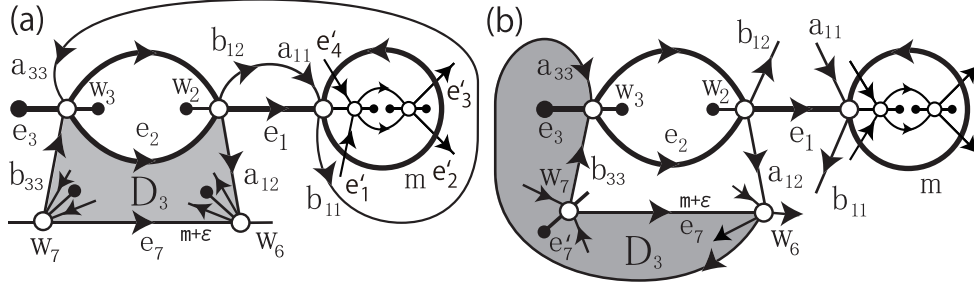 (a)
b₁₂
a₁₁
e′₄
a₃₃
w₃
w₂
e′₃
e₃
e₂
e₁
b₃₃
D₃
a₁₂
b₁₁
e′₁
m
e′₂
w₇
e₇
m+ε
w₆
(b)
b₁₂
a₁₁
a₃₃
w₃
w₂
e₃
e₂
e₁
w₇
b₃₃
a₁₂
b₁₁
m
m+ε
e′₇
e₇
w₆
D₃